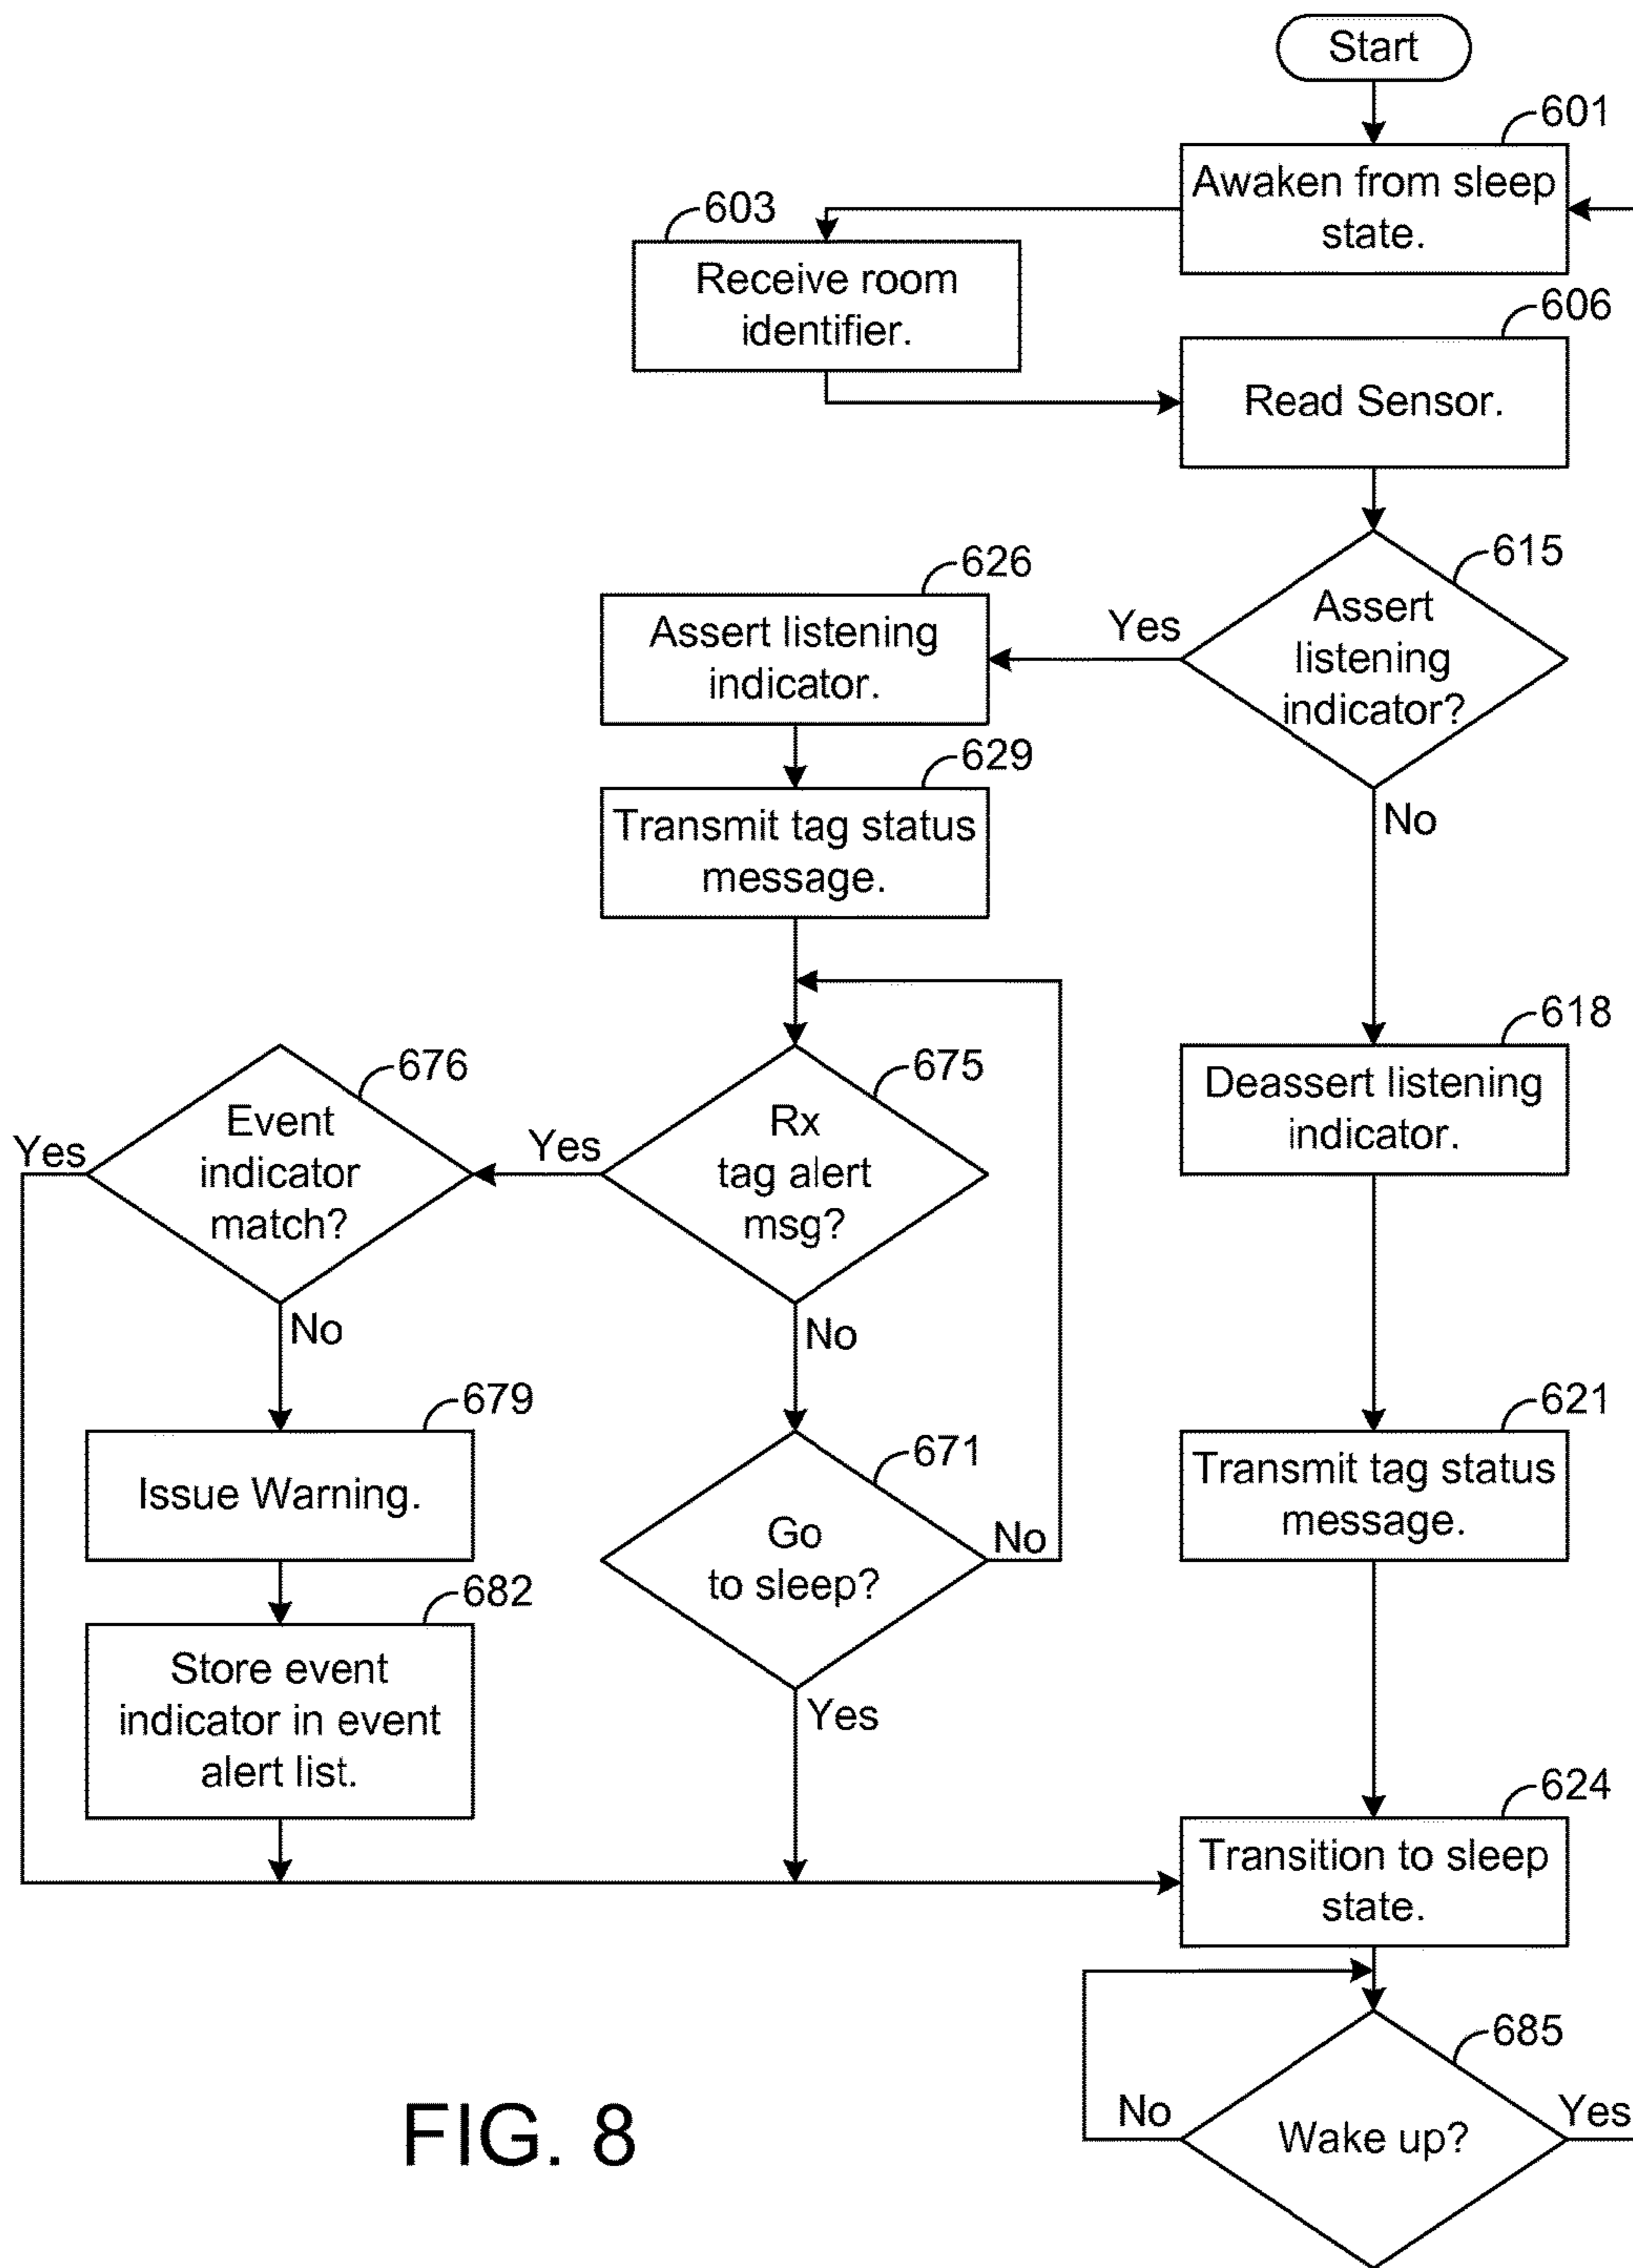 Start
601
Awaken from sleep
state.
603
Receive room
identifier.
606
Read Sensor.
615
Assert
listening
indicator?
Yes
No
626
Assert listening
indicator.
629
Transmit tag status
message.
618
Deassert listening
indicator.
675
Rx
tag alert
msg?
Yes
No
676
Event
indicator
match?
Yes
No
679
Issue Warning.
671
Go
to sleep?
No
Yes
621
Transmit tag status
message.
682
Store event
indicator in event
alert list.
624
Transition to sleep
state.
685
Wake up?
No
Yes
FIG. 8